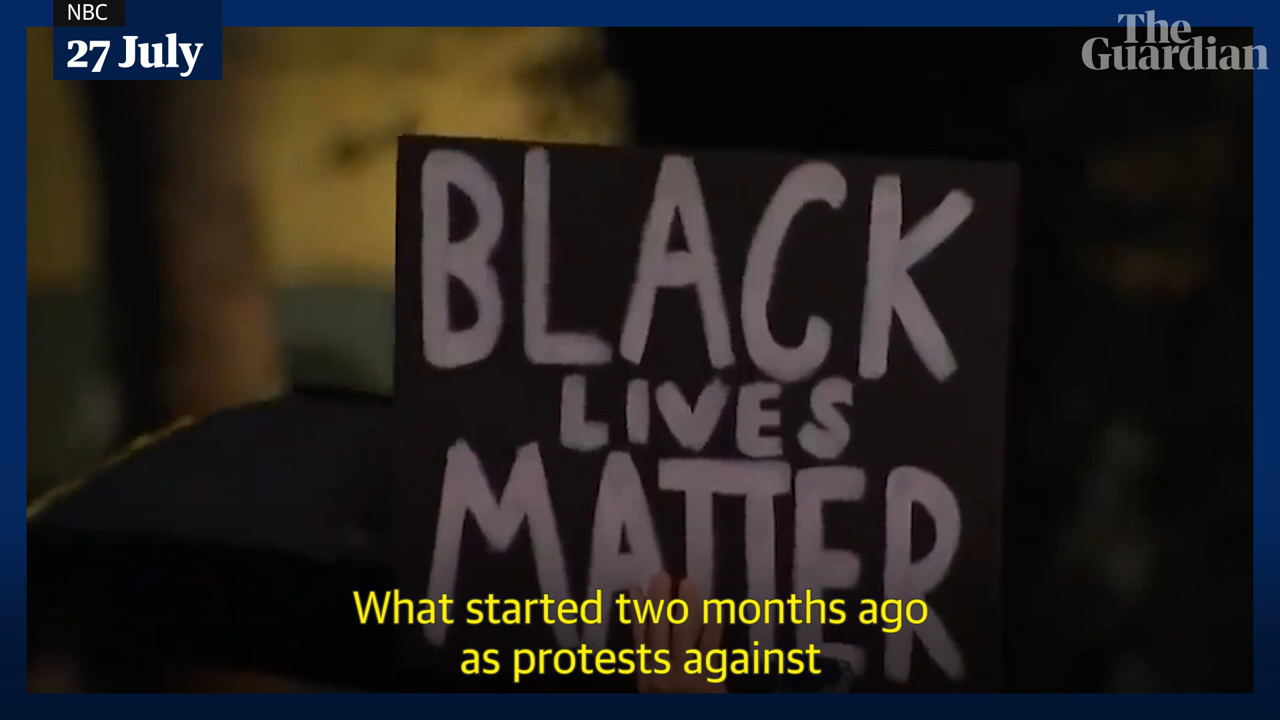 NBC
27 July
The
Guardian
BLACK
LIVES
MATTER
What started two months ago
as protests against